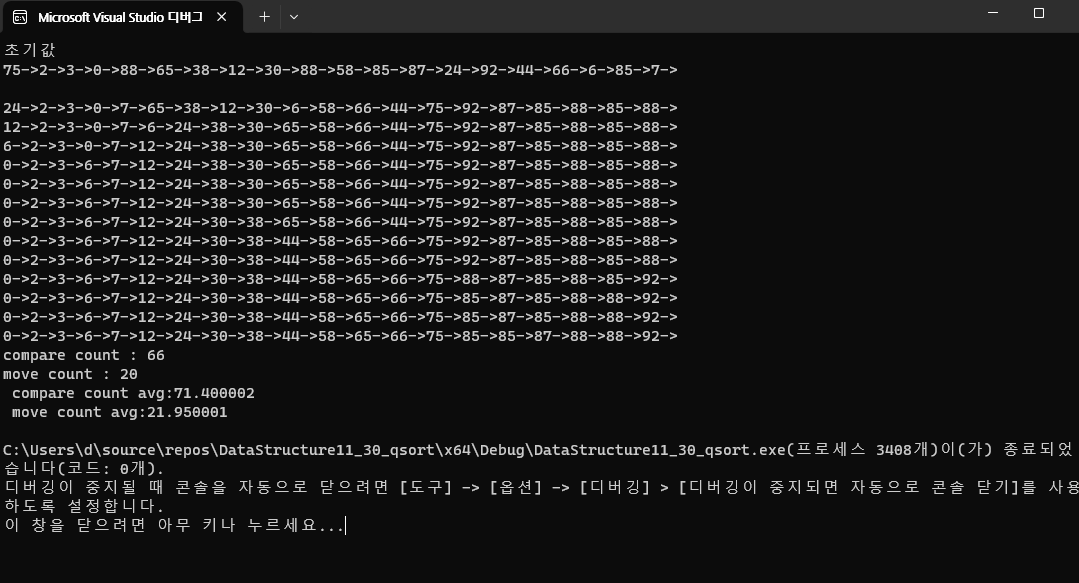 Microsoft Visual Studio 디버그
초기값
75->2->3->0->88->65->38->12->30->88->58->85->87->24->92->44->66->6->85->7->
24->2->3->0->7->65->38->12->30->6->58->66->44->75->92->87->85->88->85->88->
12->2->3->0->7->6->24->38->30->65->58->66->44->75->92->87->85->88->85->88->
6->2->3->0->7->12->24->38->30->65->58->66->44->75->92->87->85->88->85->88->
0->2->3->6->7->12->24->38->30->65->58->66->44->75->92->87->85->88->85->88->
0->2->3->6->7->12->24->38->30->65->58->66->44->75->92->87->85->88->85->88->
0->2->3->6->7->12->24->38->30->65->58->66->44->75->92->87->85->88->85->88->
0->2->3->6->7->12->24->30->38->65->58->66->44->75->92->87->85->88->85->88->
0->2->3->6->7->12->24->30->38->44->58->65->66->75->92->87->85->88->85->88->
0->2->3->6->7->12->24->30->38->44->58->65->66->75->92->87->85->88->85->88->
0->2->3->6->7->12->24->30->38->44->58->65->66->75->88->87->85->88->85->92->
0->2->3->6->7->12->24->30->38->44->58->65->66->75->85->87->85->88->88->92->
0->2->3->6->7->12->24->30->38->44->58->65->66->75->85->87->85->88->88->92->
0->2->3->6->7->12->24->30->38->44->58->65->66->75->85->85->87->88->88->92->
compare count : 66
move count : 20
compare count avg:71.400002
move count avg:21.950001
C:\Users\d\source\repos\DataStructure11_30_qsort\x64\Debug\DataStructure11_30_qsort.exe(프로세스 3408개)이(가) 종료되었
습니다(코드: 0개).
디버깅이 중지될 때 콘솔을 자동으로 닫으려면 [도구] -> [옵션] -> [디버깅] > [디버깅이 중지되면 자동으로 콘솔 닫기]를 사용
하도록 설정합니다.
이 창을 닫으려면 아무 키나 누르세요...